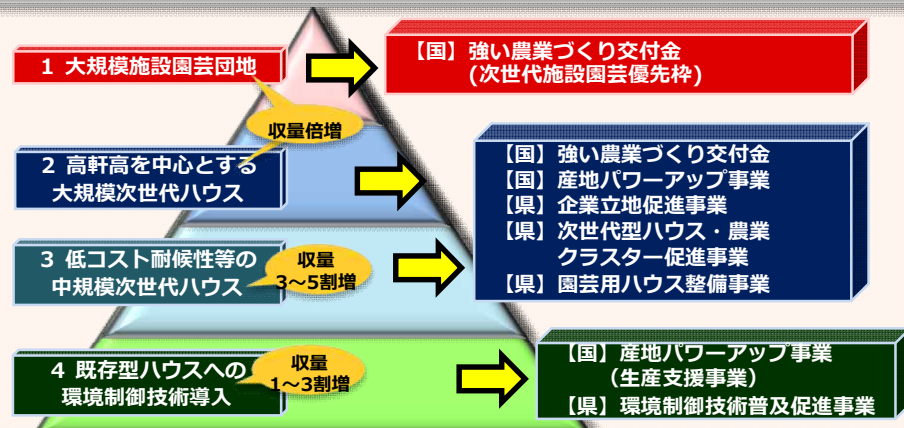 1 大規模施設園芸団地
【国】強い農業づくり交付金
(次世代施設園芸優先枠)
収量倍増
2 高軒高を中心とする
大規模次世代ハウス
【国】強い農業づくり交付金
【国】産地パワーアップ事業
【県】企業立地促進事業
【県】次世代型ハウス・農業
クラスター促進事業
【県】園芸用ハウス整備事業
3 低コスト耐候性等の
中規模次世代ハウス
収量
3～5割増
4 既存型ハウスへの
環境制御技術導入
収量
1～3割増
【国】産地パワーアップ事業
（生産支援事業）
【県】環境制御技術普及促進事業